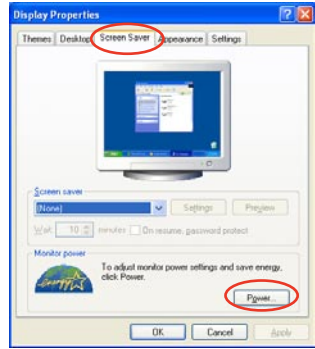 Display Properties
Themes Desktop Screen Saver Appearance Settings
Screen saver
(None) Settings Preview
Wait: 10 minutes On resume, password protect
Monitor power
To adjust monitor power settings and save energy,
click Power.
Power...
OK Cancel Apply